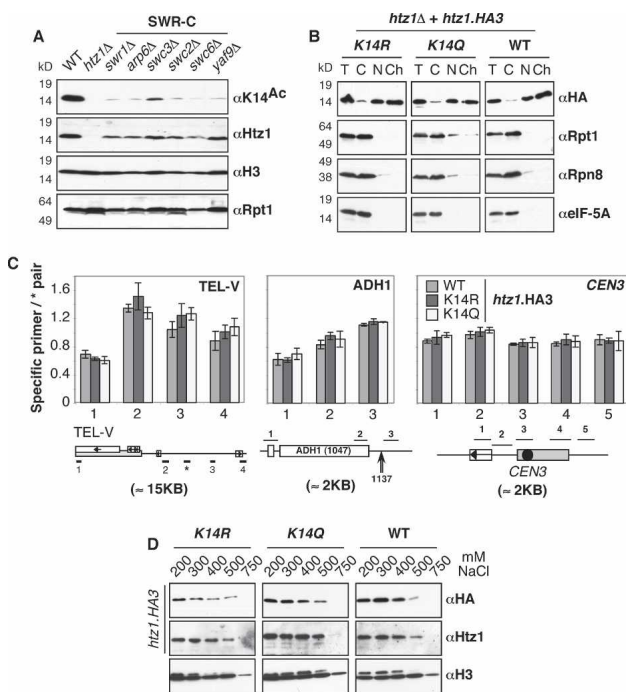 A
SWR-C
WT htz1Δ swr1Δ arp6Δ swc3Δ swc2Δ swc6Δ yaf9Δ
kD
19
14
αK14Ac
19
14
αHtz1
19
14
αH3
64
49
αRpt1
B
htz1Δ + htz1.HA3
K14R K14Q WT
kD T C N Ch T C N Ch T C N Ch
19
14
αHA
64
49
αRpt1
49
38
αRpn8
19
14
αeIF-5A
C
Specific primer / * pair
1.6
1.2
0.8
0.4
0
TEL-V
1 2 3 4
ADH1
1 2 3
WT
K14R
K14Q
htz1.HA3
CEN3
1 2 3 4 5
TEL-V
1 2 * 3 4
(≈ 15KB)
1 2 3
ADH1 (1047)
1137
(≈ 2KB)
1 2 3 4 5
CEN3
(≈ 2KB)
D
K14R K14Q WT
200 300 400 500 750 200 300 400 500 750 200 300 400 500 750 mM NaCl
htz1.HA3
αHA
αHtz1
αH3